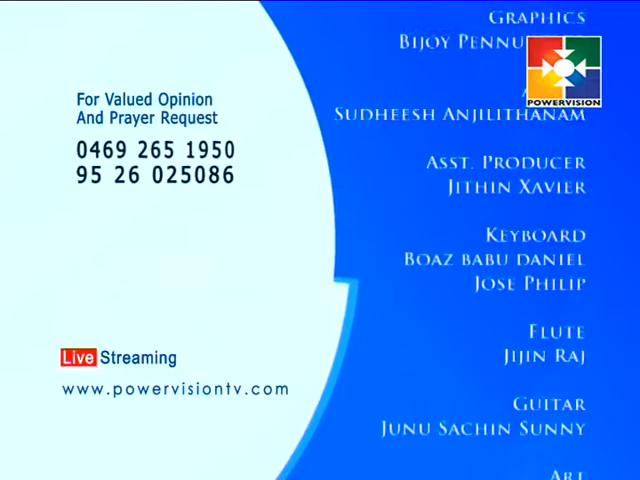 For Valued Opinion
And Prayer Request
0469 265 1950
95 26 025086
Live Streaming
www.powervisiontv.com
GRAPHICS
BIJOY
POWERVISION
SUDHEESH ANJILITHANAM
ASST. PRODUCER
JITHIN XAVIER
KEYBOARD
BOAZ BABU DANIEL
JOSE PHILIP
FLUTE
JIJIN RAJ
GUITAR
JUNU SACHIN SUNNY
ART